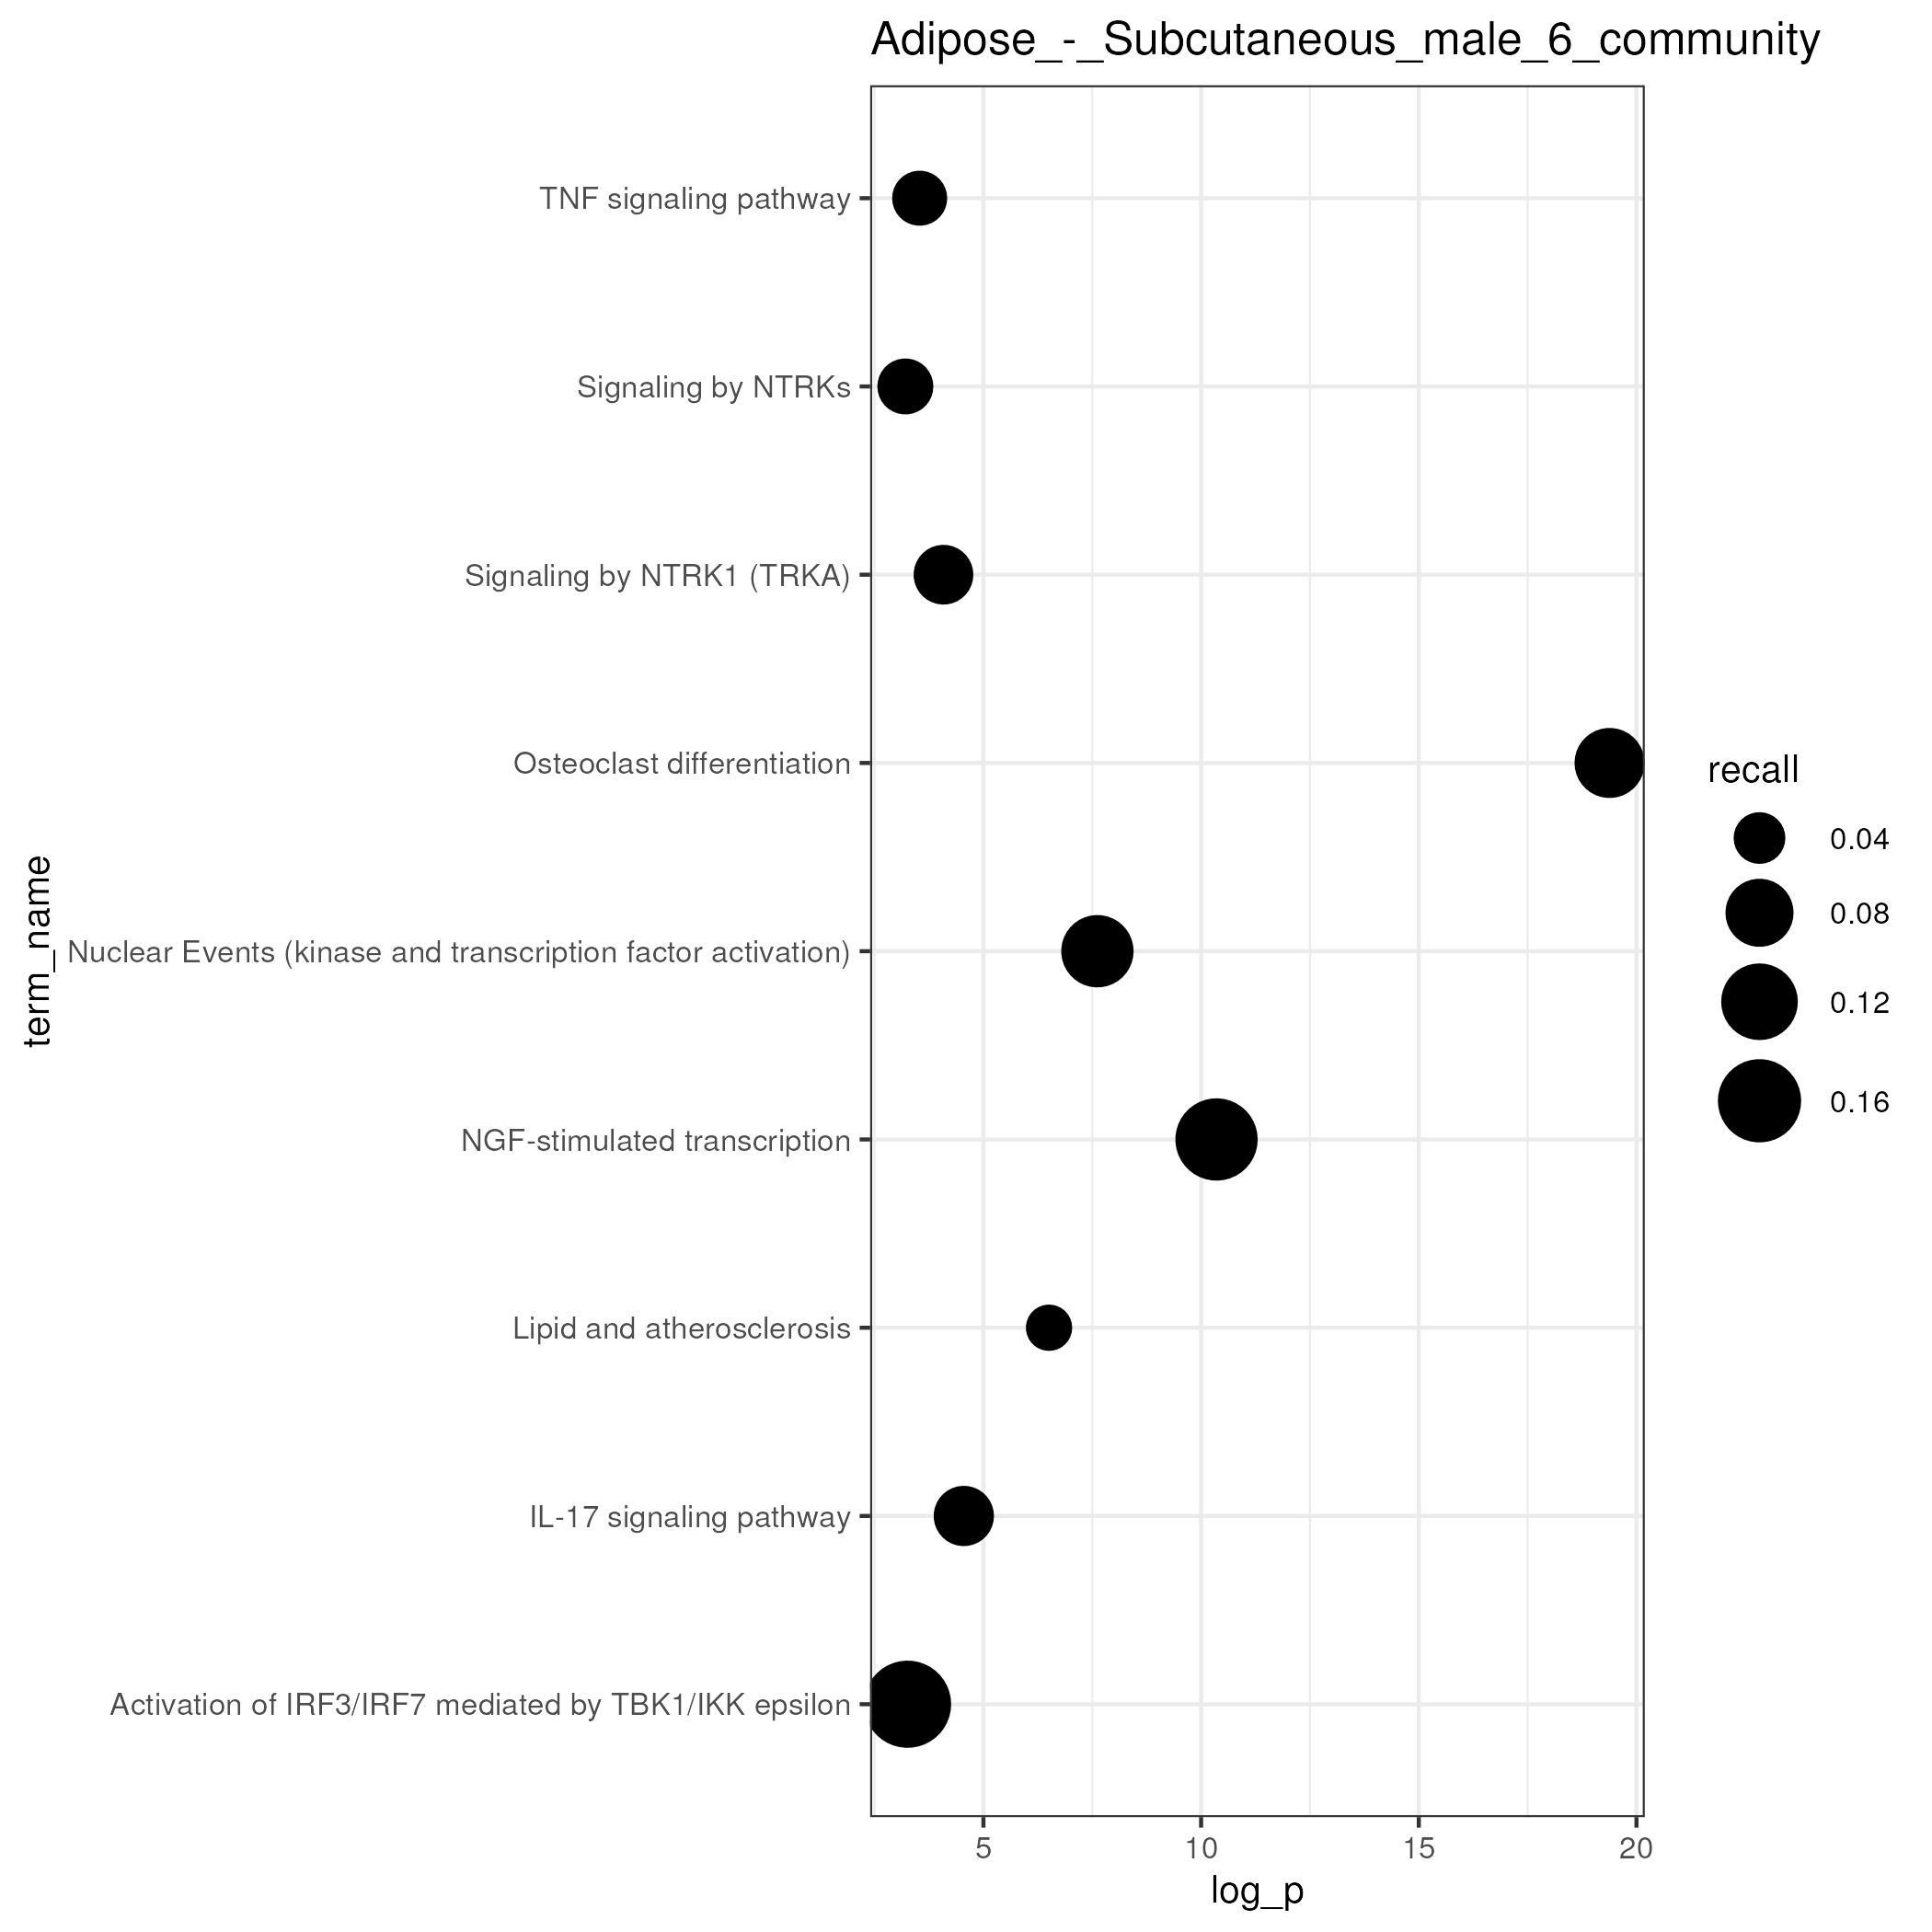 Adipose_-_Subcutaneous_male_6_community
term_name
TNF signaling pathway
Signaling by NTRKs
Signaling by NTRK1 (TRKA)
Osteoclast differentiation
Nuclear Events (kinase and transcription factor activation)
NGF-stimulated transcription
Lipid and atherosclerosis
IL-17 signaling pathway
Activation of IRF3/IRF7 mediated by TBK1/IKK epsilon
5 10 15 20
log_p
recall
0.04
0.08
0.12
0.16